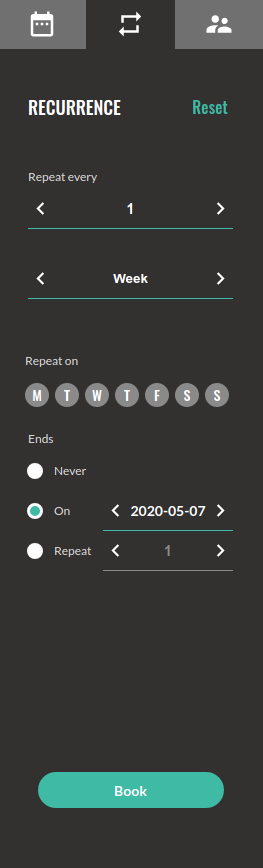 RECURRENCE Reset
Repeat every
1
Week
Repeat on
M T W T F S S
Ends
Never
On 2020-05-07
Repeat 1
Book